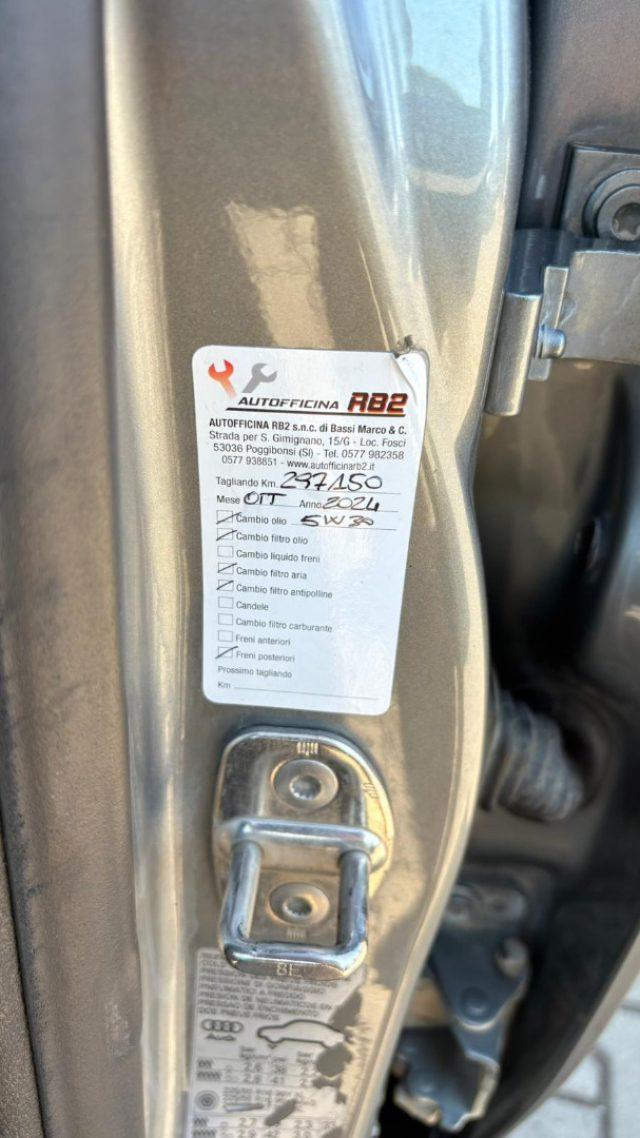 AUTOFFICINA RB2
AUTOFFICINA RB2 s.n.c. di Bassi Marco & C.
Strada per S. Gimignano, 15/G - Loc. Fosci
53036 Poggibonsi (SI) - Tel. 0577 982358
0577 938851 - www.autofficinarb2.it
Tagliando Km. 297150
Mese OTT Anno 2024
Cambio olio 5W30
Cambio filtro olio
Cambio liquido freni
Cambio filtro aria
Cambio filtro antipolline
Candele
Cambio filtro carburante
Freni anteriori
Freni posteriori
Prossimo tagliando
Km
Audi